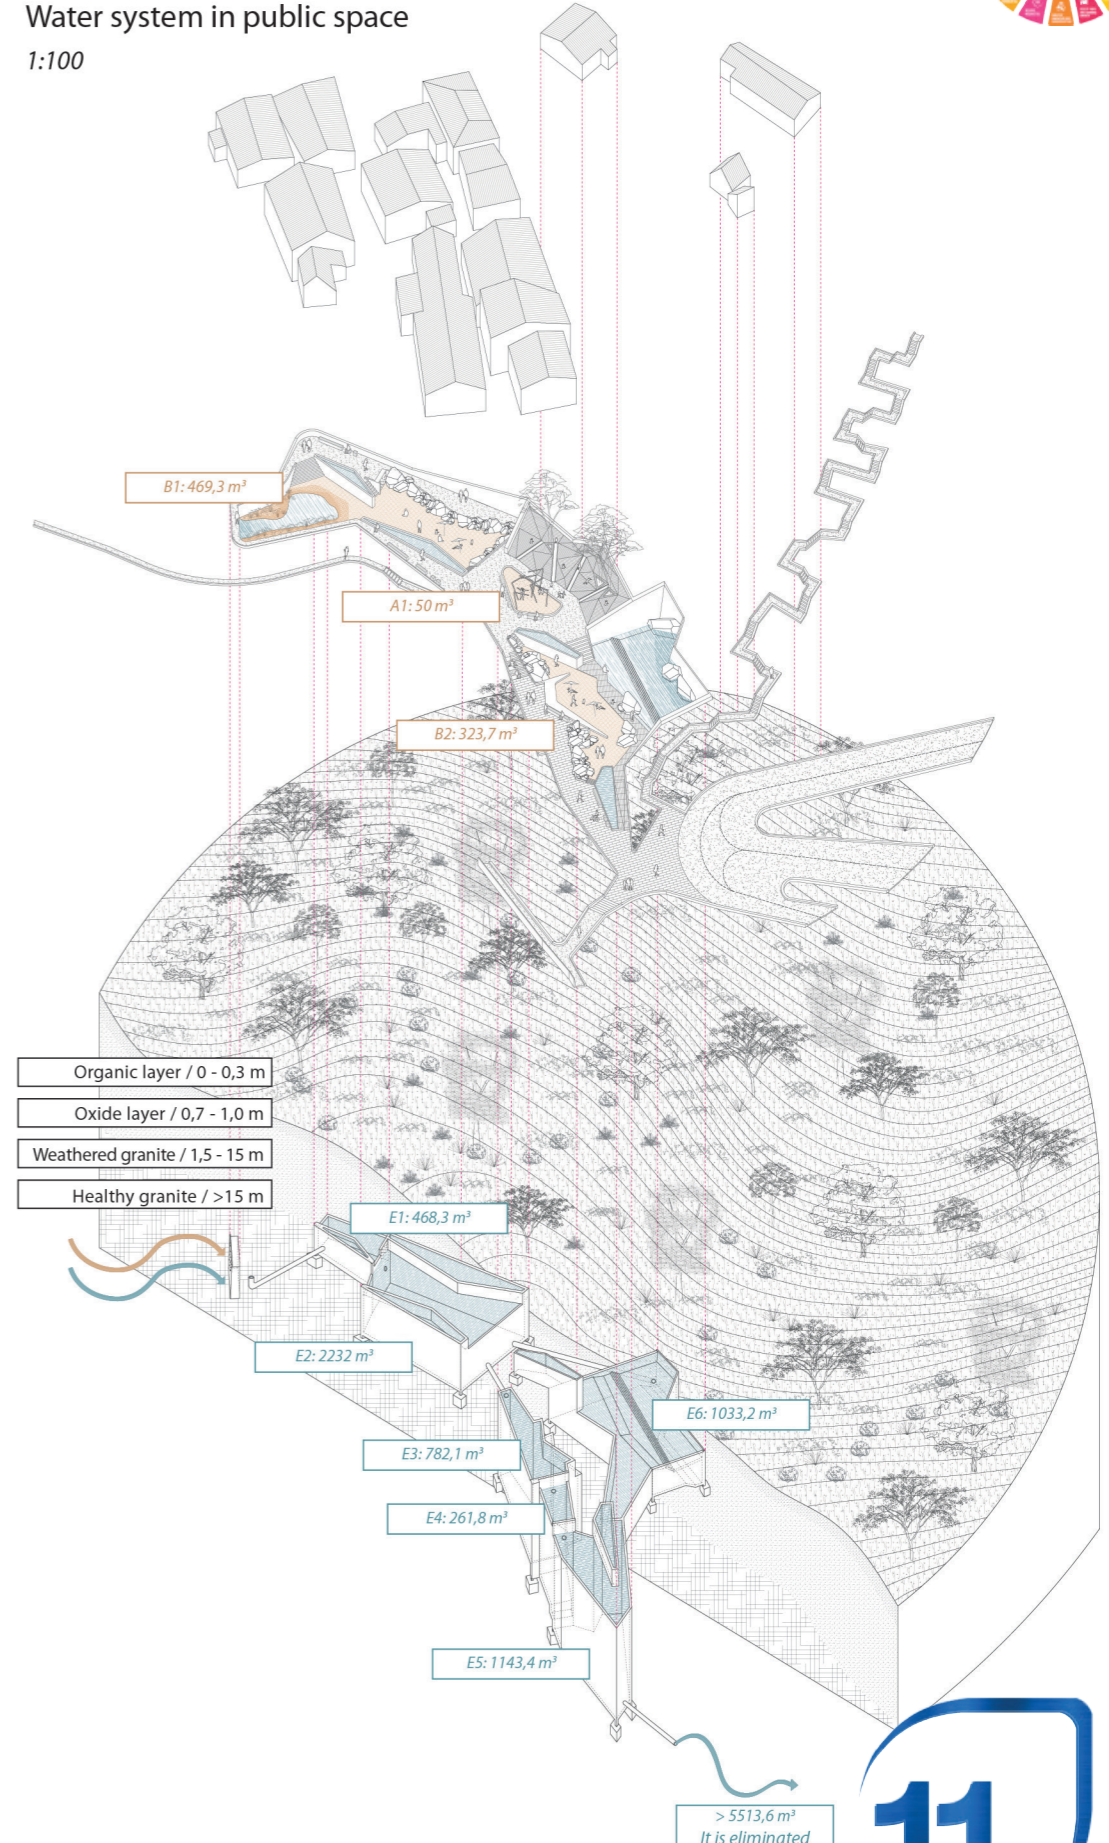 Water system in public space
1:100
B1: 469,3 m³
A1: 50 m³
B2: 323,7 m³
Organic layer / 0 - 0,3 m
Oxide layer / 0,7 - 1,0 m
Weathered granite / 1,5 - 15 m
Healthy granite / >15 m
E1: 468,3 m³
E2: 2232 m³
E6: 1033,2 m³
E3: 782,1 m³
E4: 261,8 m³
E5: 1143,4 m³
> 5513,6 m³
It is eliminated
11